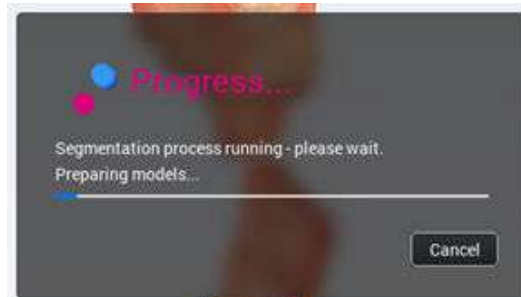 Progress...
Segmentation process running - please wait.
Preparing models...
Cancel